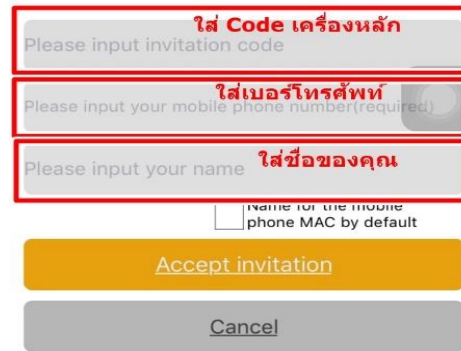 ใส่ Code เครื่องหลัก
Please input invitation code
ใส่เบอร์โทรศัพท์
Please input your mobile phone number(required)
ใส่ชื่อของคุณ
Please input your name
Name for the mobile
phone MAC by default
Accept invitation
Cancel